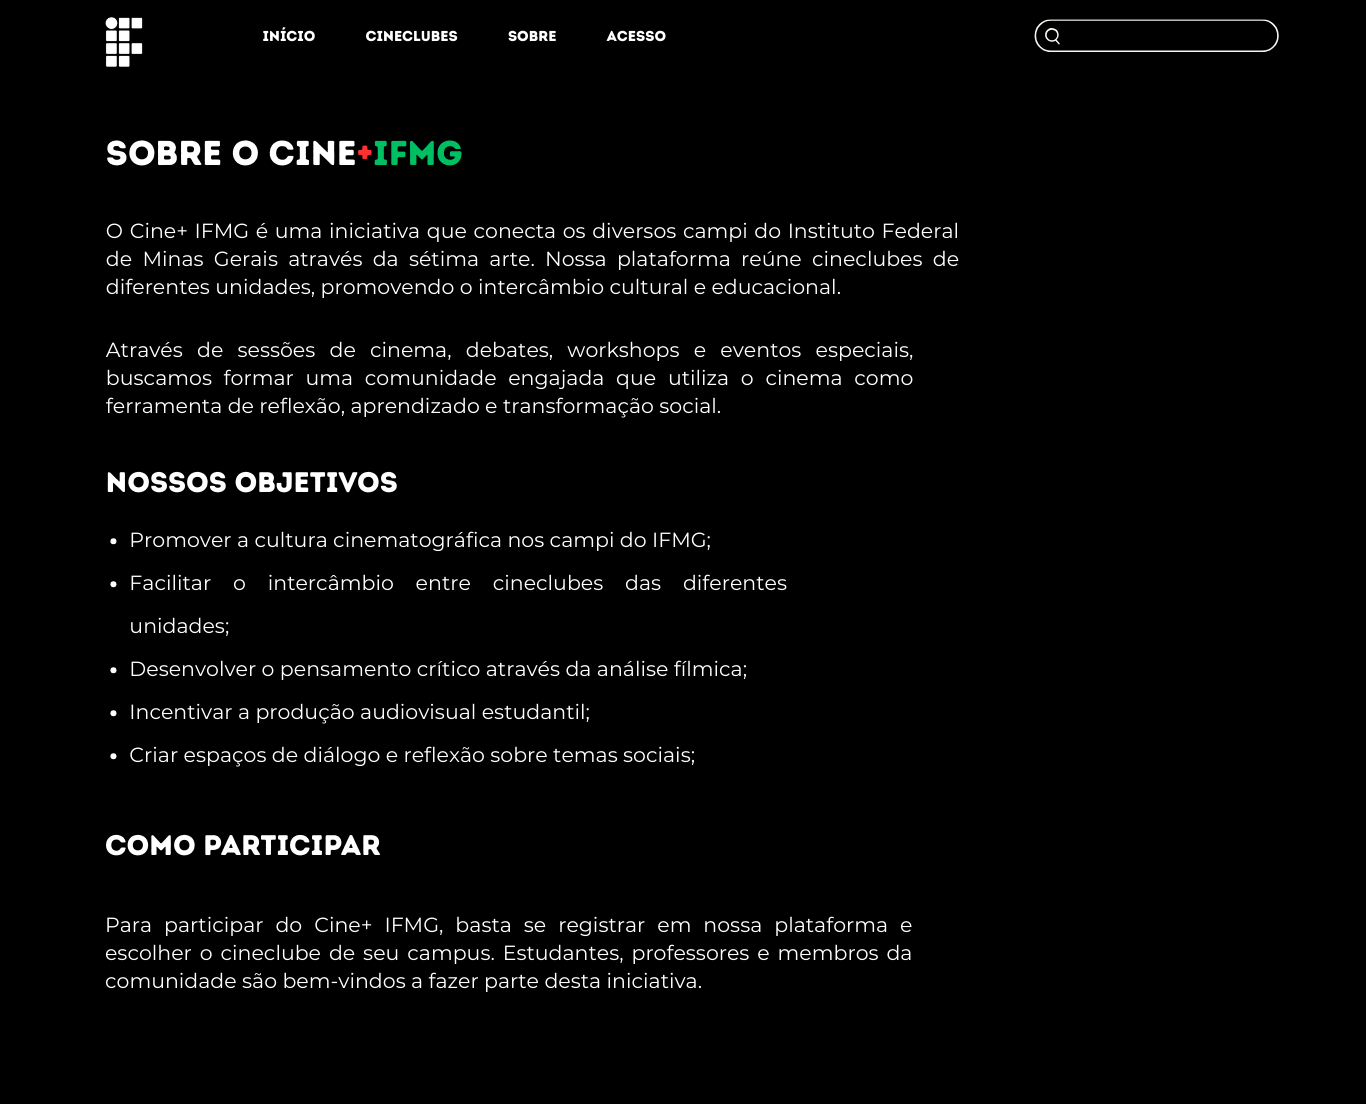 INÍCIO CINECLUBES SOBRE ACESSO
SOBRE O CINE+IFMG
O Cine+ IFMG é uma iniciativa que conecta os diversos campi do Instituto Federal
de Minas Gerais através da sétima arte. Nossa plataforma reúne cineclubes de
diferentes unidades, promovendo o intercâmbio cultural e educacional.
Através de sessões de cinema, debates, workshops e eventos especiais,
buscamos formar uma comunidade engajada que utiliza o cinema como
ferramenta de reflexão, aprendizado e transformação social.
NOSSOS OBJETIVOS
• Promover a cultura cinematográfica nos campi do IFMG;
• Facilitar o intercâmbio entre cineclubes das diferentes
unidades;
• Desenvolver o pensamento crítico através da análise fílmica;
• Incentivar a produção audiovisual estudantil;
• Criar espaços de diálogo e reflexão sobre temas sociais;
COMO PARTICIPAR
Para participar do Cine+ IFMG, basta se registrar em nossa plataforma e
escolher o cineclube de seu campus. Estudantes, professores e membros da
comunidade são bem-vindos a fazer parte desta iniciativa.